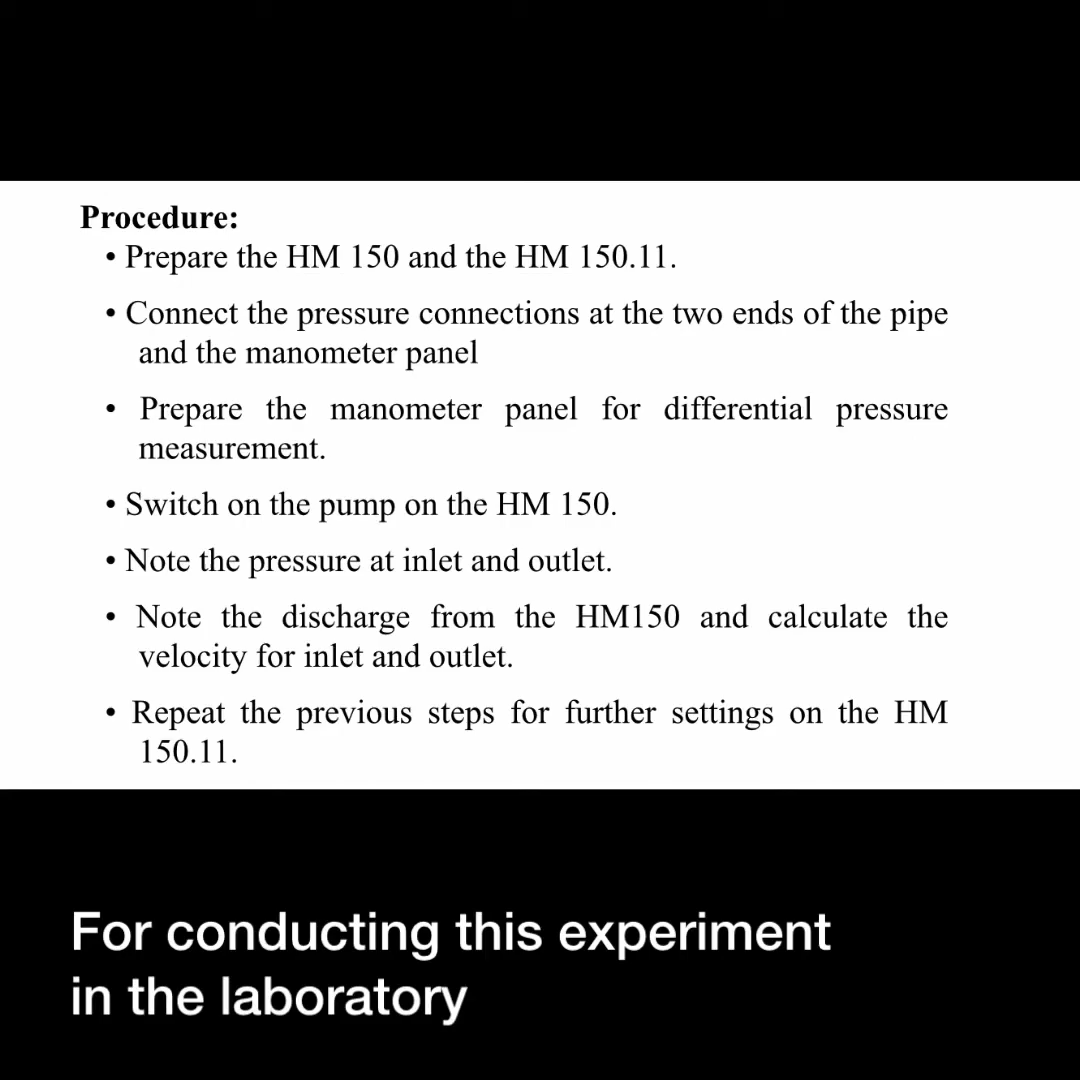 Procedure:
• Prepare the HM 150 and the HM 150.11.
• Connect the pressure connections at the two ends of the pipe
and the manometer panel
• Prepare the manometer panel for differential pressure
measurement.
• Switch on the pump on the HM 150.
• Note the pressure at inlet and outlet.
• Note the discharge from the HM150 and calculate the
velocity for inlet and outlet.
• Repeat the previous steps for further settings on the HM
150.11.
For conducting this experiment
in the laboratory